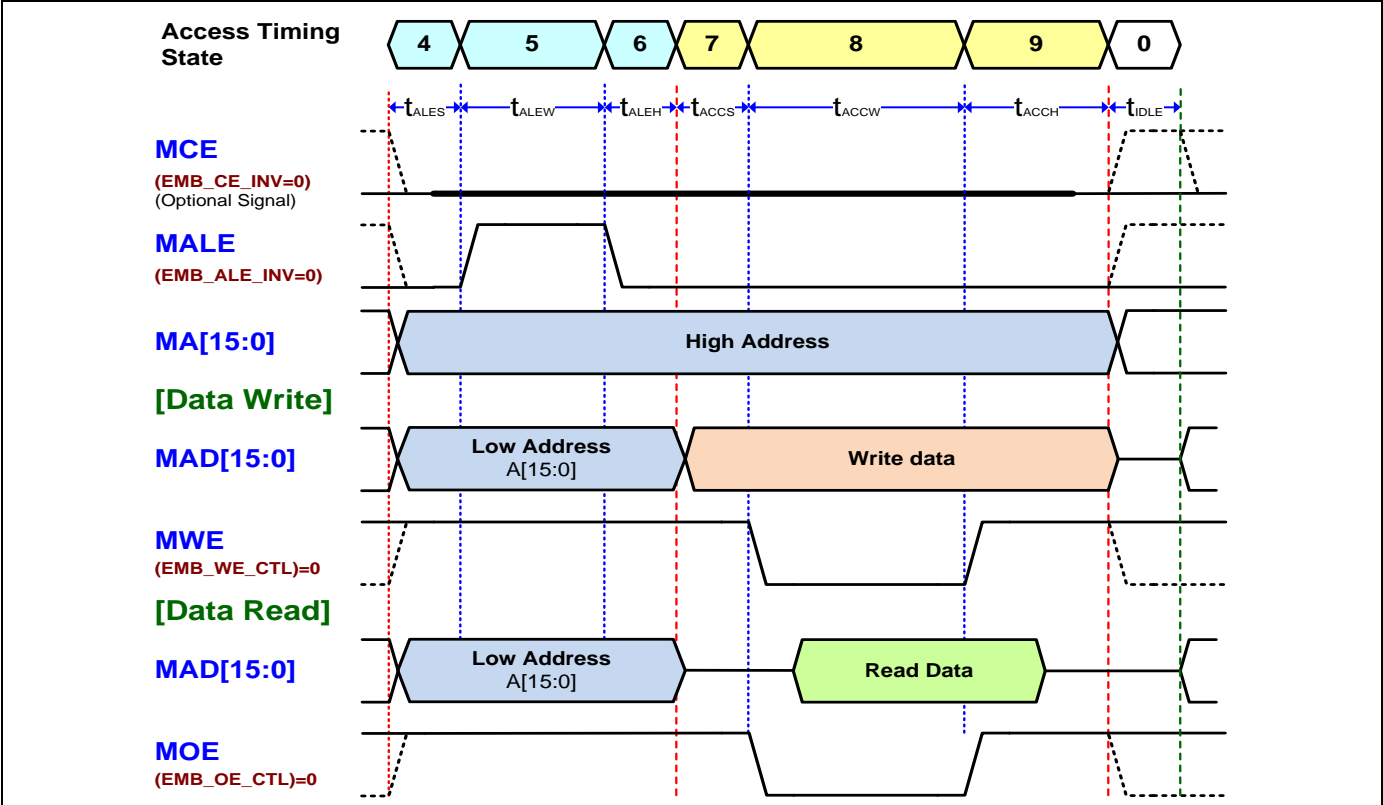 Access Timing
State
4 5 6 7 8 9 0
tALES tALEW tALEH tACCS tACCW tACCH tIDLE
MCE
(EMB_CE_INV=0)
(Optional Signal)
MALE
(EMB_ALE_INV=0)
MA[15:0]
High Address
[Data Write]
MAD[15:0]
Low Address
A[15:0]
Write data
MWE
(EMB_WE_CTL)=0
[Data Read]
MAD[15:0]
Low Address
A[15:0]
Read Data
MOE
(EMB_OE_CTL)=0